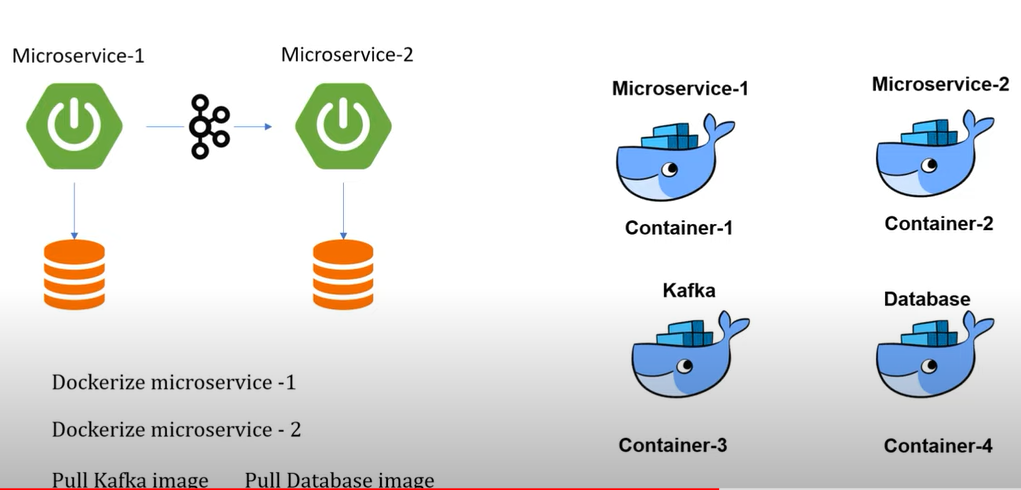 Microservice-1
Microservice-2
Dockerize microservice -1
Dockerize microservice - 2
Pull Kafka image
Pull Database image
Microservice-1
Microservice-2
Container-1
Container-2
Kafka
Database
Container-3
Container-4